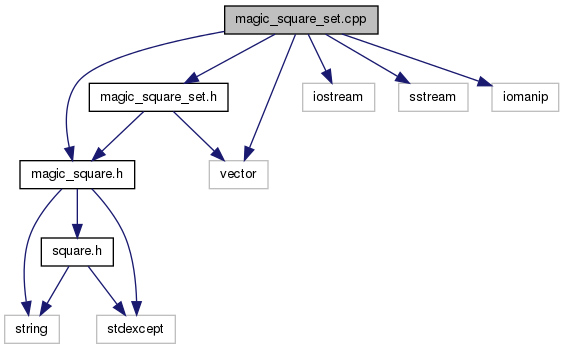 magic_square_set.cpp
magic_square_set.h
iostream
sstream
iomanip
magic_square.h
vector
square.h
string
stdexcept